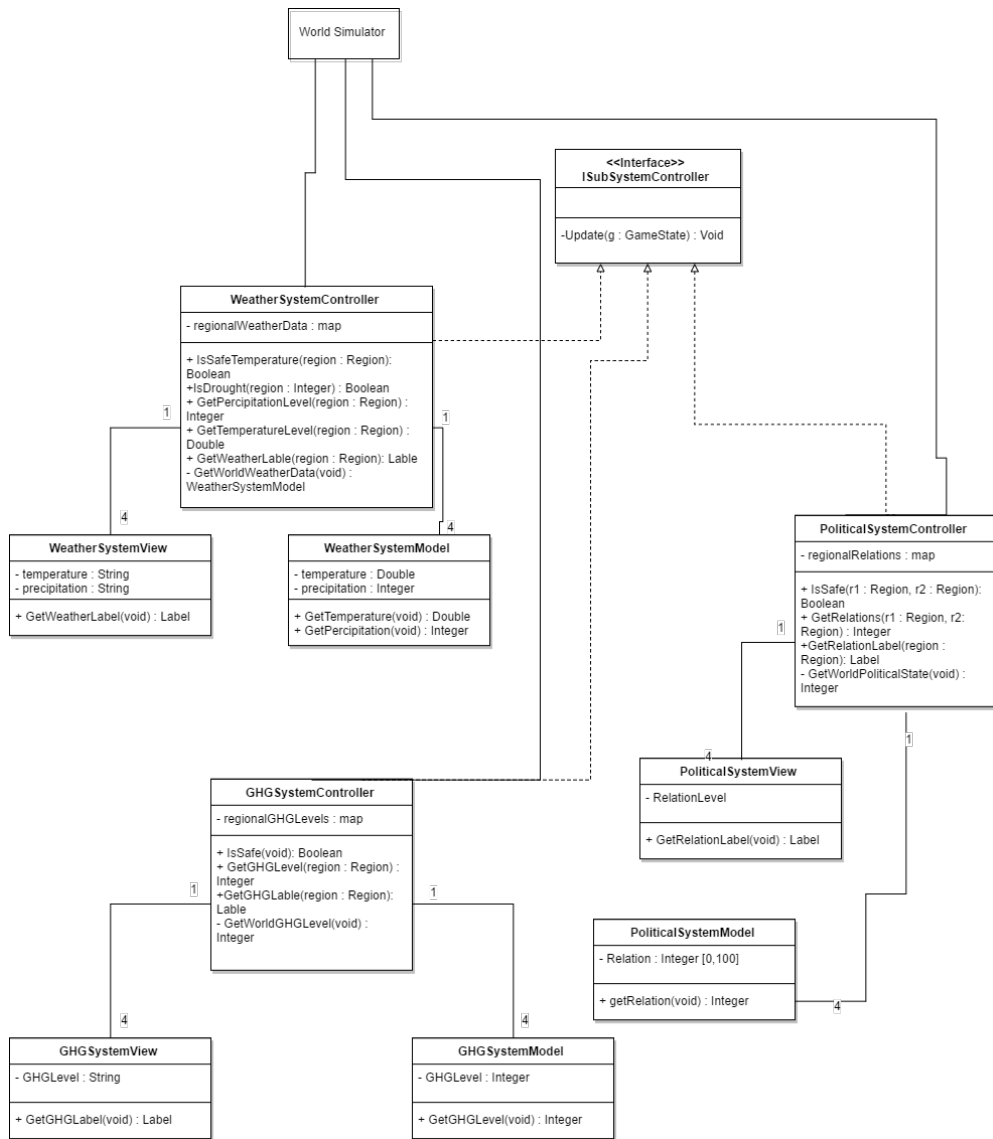 World Simulator
<<Interface>>
ISubSystemController
-Update(g : GameState) : Void
WeatherSystemController
- regionalWeatherData : map
+ IsSafeTemperature(region : Region):
Boolean
+IsDrought(region : Integer) : Boolean
+ GetPercipitationLevel(region : Region) :
Integer
+ GetTemperatureLevel(region : Region) :
Double
+ GetWeatherLable(region : Region): Lable
- GetWorldWeatherData(void) :
WeatherSystemModel
1
1
4
4
WeatherSystemView
- temperature : String
- precipitation : String
+ GetWeatherLabel(void) : Label
WeatherSystemModel
- temperature : Double
- precipitation : Integer
+ GetTemperature(void) : Double
+ GetPercipitation(void) : Integer
PoliticalSystemController
- regionalRelations : map
+ IsSafe(r1 : Region, r2 : Region):
Boolean
+ GetRelations(r1 : Region, r2:
Region) : Integer
+GetRelationLabel(region :
Region): Label
- GetWorldPoliticalState(void) :
Integer
1
1
4
PoliticalSystemView
- RelationLevel
+ GetRelationLabel(void) : Label
GHGSystemController
- regionalGHGLevels : map
+ IsSafe(void): Boolean
+ GetGHGLevel(region : Region) :
Integer
+GetGHGLable(region : Region):
Lable
- GetWorldGHGLevel(void) :
Integer
1
1
PoliticalSystemModel
- Relation : Integer [0,100]
+ getRelation(void) : Integer
4
4
4
GHGSystemView
- GHGLevel : String
+ GetGHGLabel(void) : Label
GHGSystemModel
- GHGLevel : Integer
+ GetGHGLevel(void) : Integer